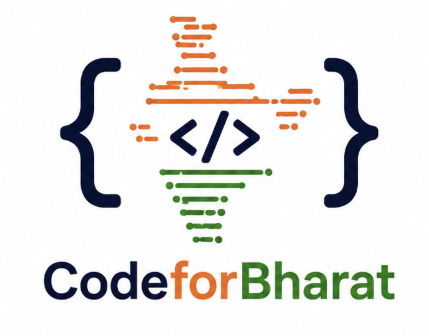 { </> }
CodeforBharat